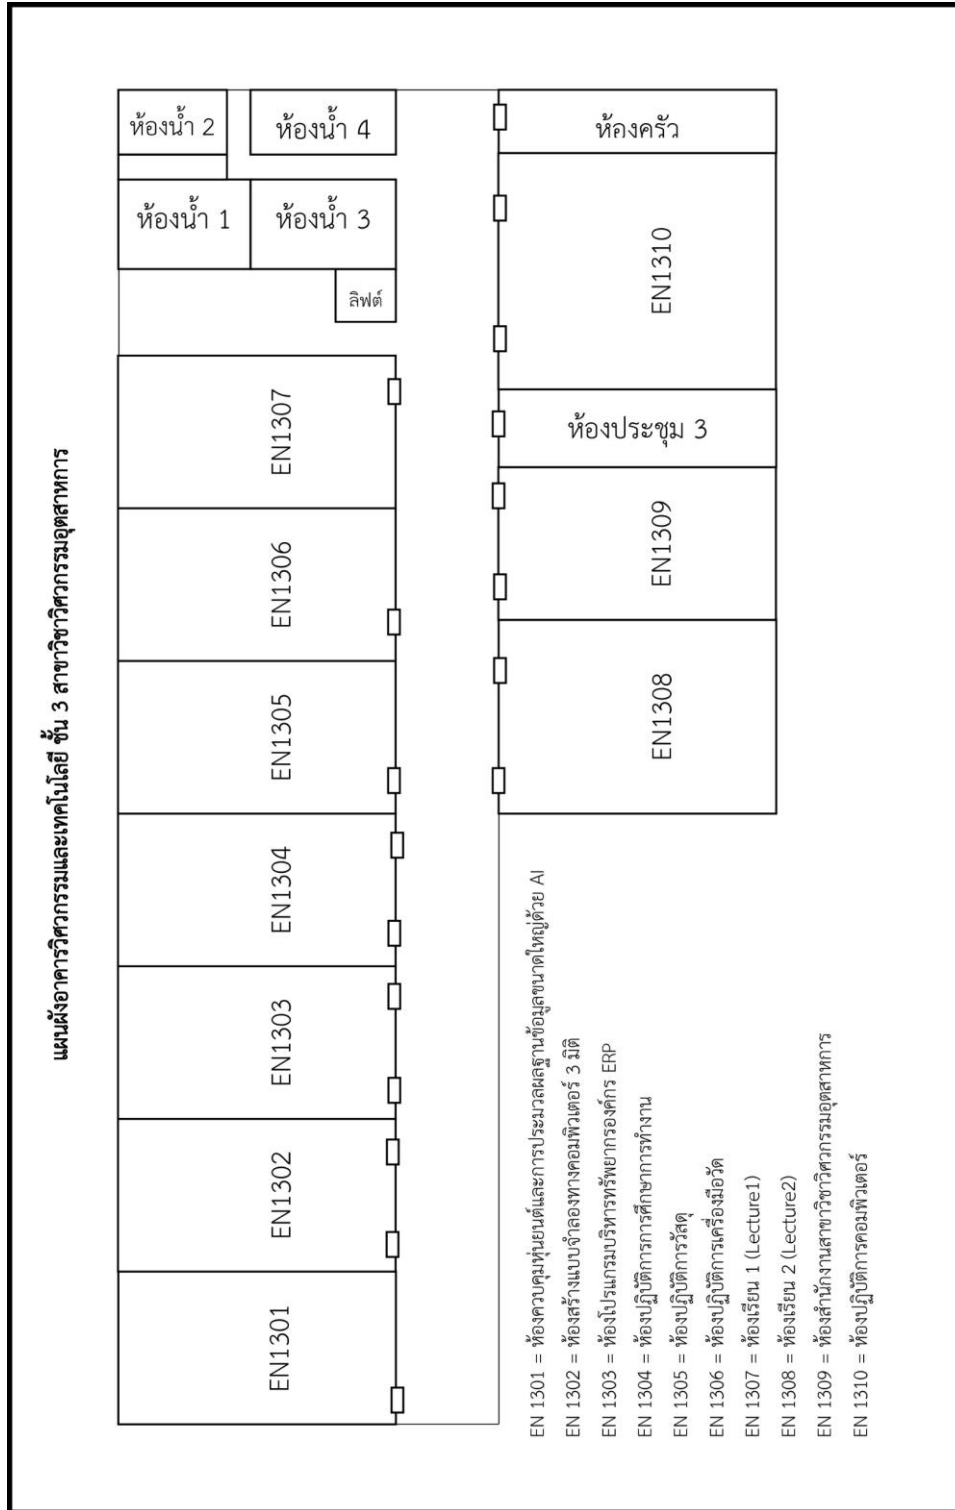 แผนผังอาคารวิศวกรรมและเทคโนโลยี ชั้น 3 สาขาวิชาวิศวกรรมอุตสาหการ
ห้องน้ำ 2
ห้องน้ำ 4
ห้องน้ำ 1
ห้องน้ำ 3
ลิฟต์
EN1307
EN1306
EN1305
EN1304
EN1303
EN1302
EN1301
ห้องครัว
EN1310
ห้องประชุม 3
EN1309
EN1308
EN 1301 = ห้องควบคุมหุ่นยนต์และการประมวลผลฐานข้อมูลขนาดใหญ่ด้วย AI
EN 1302 = ห้องสร้างแบบจำลองทางคอมพิวเตอร์ 3 มิติ
EN 1303 = ห้องโปรแกรมบริหารทรัพยากรองค์กร ERP
EN 1304 = ห้องปฏิบัติการการศึกษาการทำงาน
EN 1305 = ห้องปฏิบัติการวัสดุ
EN 1306 = ห้องปฏิบัติการเครื่องมือวัด
EN 1307 = ห้องเรียน 1 (Lecture1)
EN 1308 = ห้องเรียน 2 (Lecture2)
EN 1309 = ห้องสำนักงานสาขาวิชาวิศวกรรมอุตสาหการ
EN 1310 = ห้องปฏิบัติการคอมพิวเตอร์